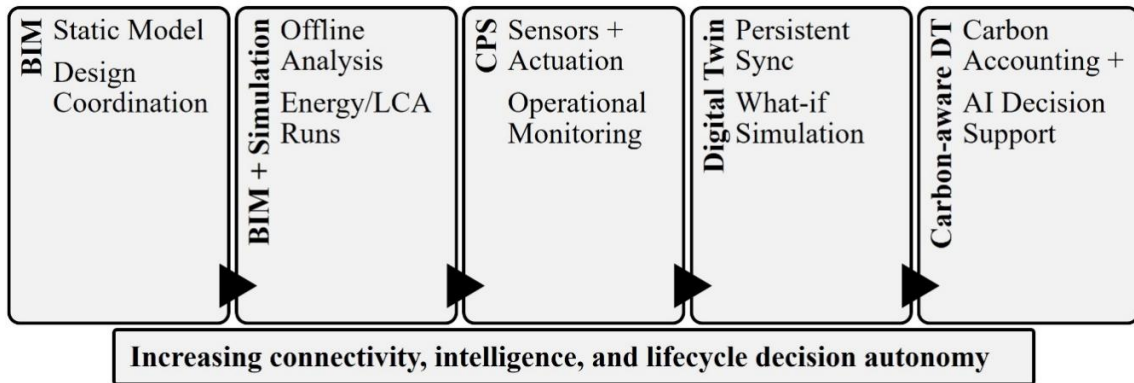 BIM
Static Model
Design
Coordination
BIM + Simulation
Offline
Analysis
Energy/LCA
Runs
CPS
Sensors +
Actuation
Operational
Monitoring
Digital Twin
Persistent
Sync
What-if
Simulation
Carbon-aware DT
Carbon
Accounting +
AI Decision
Support
Increasing connectivity, intelligence, and lifecycle decision autonomy